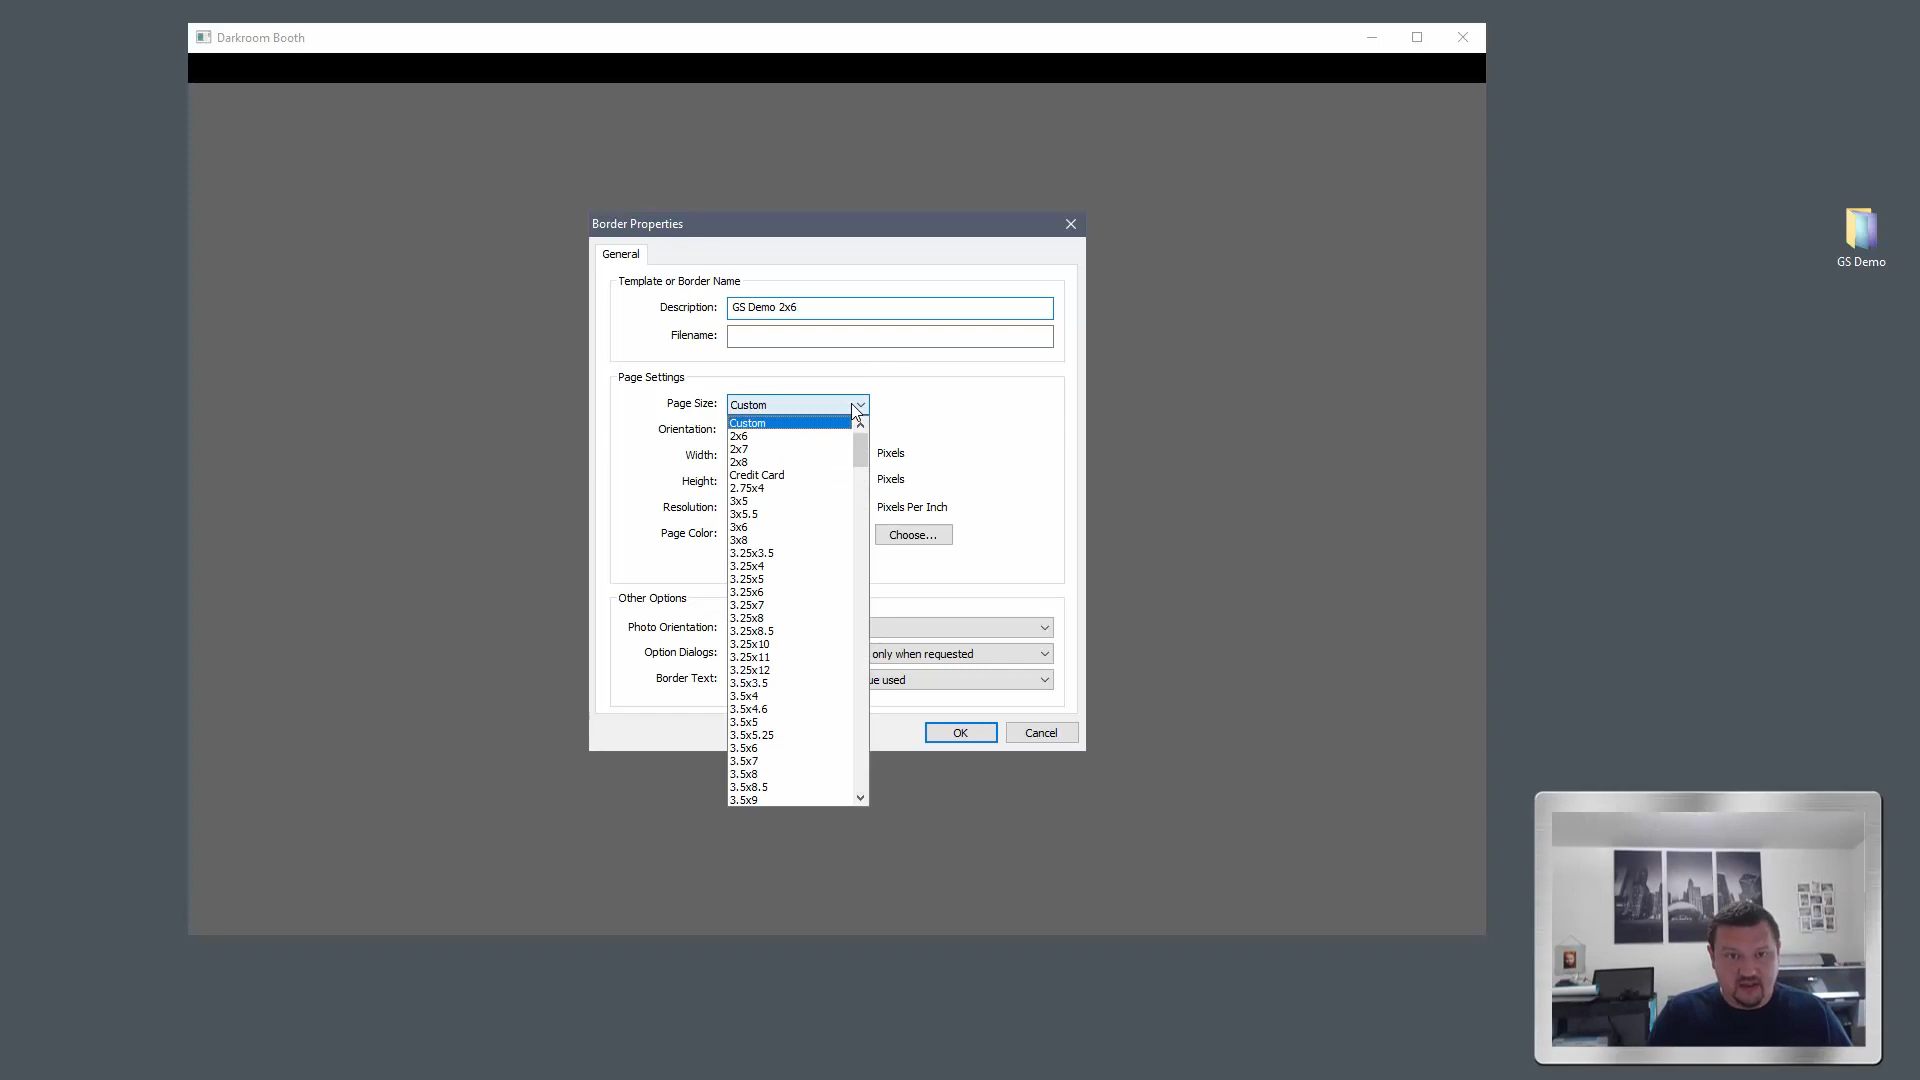 Darkroom Booth
GS Demo
Border Properties
General
Template or Border Name
Description: GS Demo 2x6
Filename:
Page Settings
Page Size: Custom
Custom
Orientation:
2x6
2x7
Width: Pixels
2x8
Credit Card
Height: Pixels
2.75x4
3x5
Resolution: Pixels Per Inch
3x5.5
3x6
Page Color: Choose...
3x8
3.25x3.5
3.25x4
3.25x5
3.25x6
Other Options
3.25x7
3.25x8
Photo Orientation:
3.25x8.5
3.25x10
Option Dialogs: only when requested
3.25x11
3.25x12
Border Text: ue used
3.5x3.5
3.5x4
3.5x4.6
3.5x5
3.5x5.25
OK Cancel
3.5x6
3.5x7
3.5x8
3.5x8.5
3.5x9